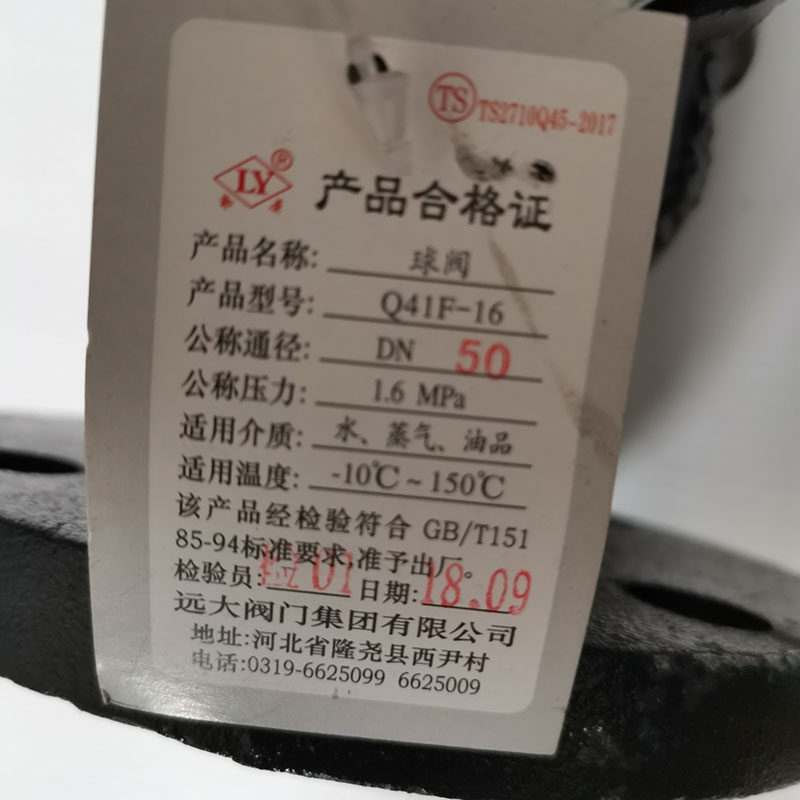 TS TS2710Q45-2017
LY R
产品合格证
产品名称: 球阀
产品型号: Q41F-16
公称通径: DN 50
公称压力: 1.6 MPa
适用介质: 水、蒸气、油品
适用温度: -10℃~150℃
该产品经检验符合 GB/T151
85-94标准要求,准予出厂。
检验员: 01 日期: 18.09
远大阀门集团有限公司
地址:河北省隆尧县西尹村
电话:0319-6625099 6625009